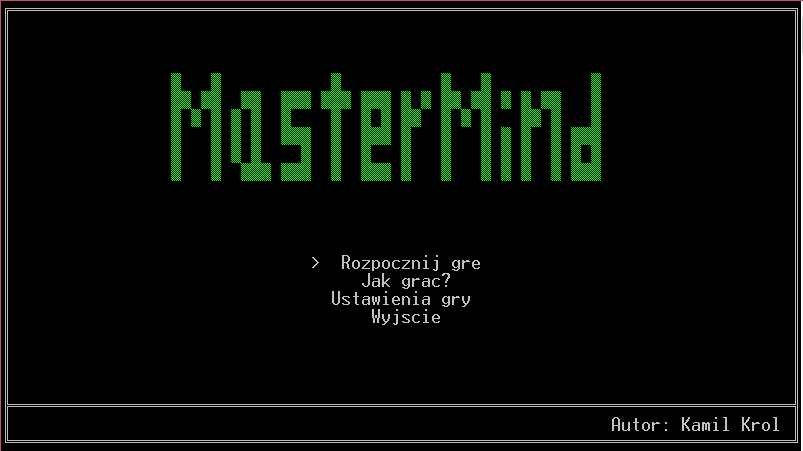 MasterMind
> Rozpocznij gre
Jak grac?
Ustawienia gry
Wyjscie
Autor: Kamil Krol